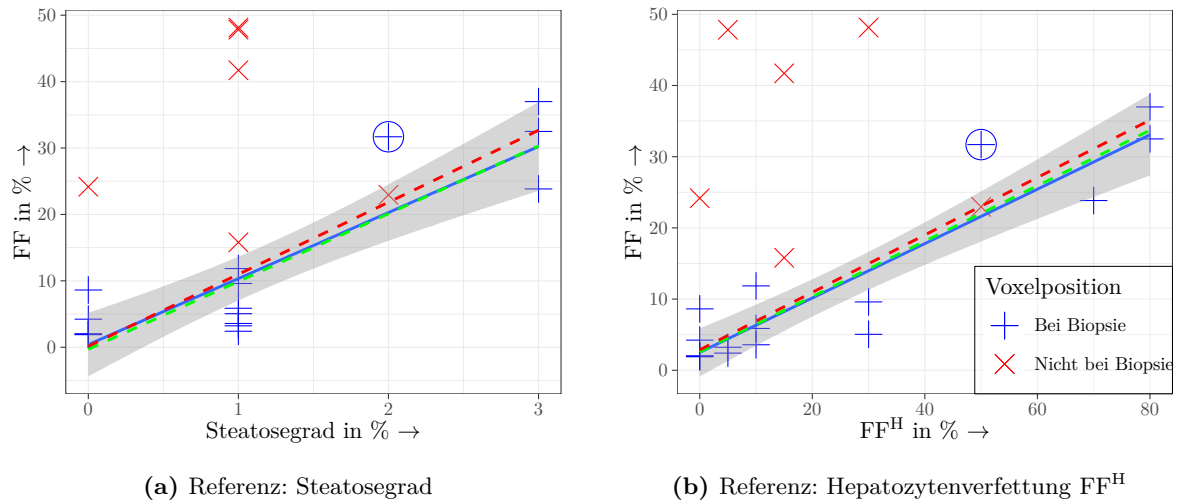 50
40
30
20
10
0
FF in % →
0
1
2
3
Steatosegrad in % →
(a) Referenz: Steatosegrad
50
40
30
20
10
0
FF in % →
Voxelposition
Bei Biopsie
Nicht bei Biopsie
0
20
40
60
80
FF^H in % →
(b) Referenz: Hepatozytenverfettung FF^H